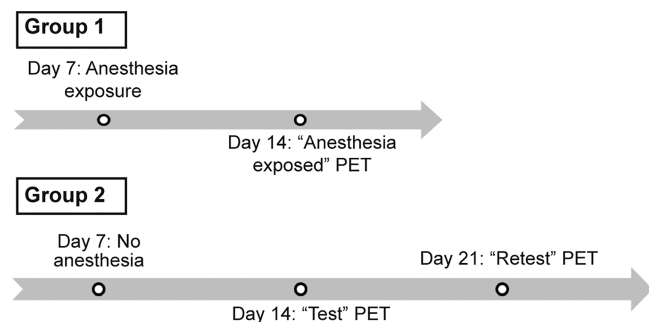 Group 1
Day 7: Anesthesia
exposure
Day 14: “Anesthesia
exposed” PET
Group 2
Day 7: No
anesthesia
Day 21: “Retest” PET
Day 14: “Test” PET